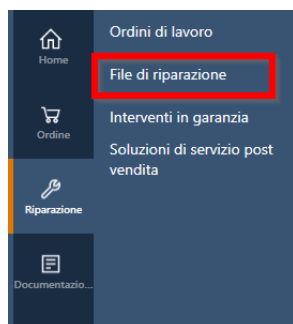 Home
Ordine
Riparazione
Documentazio...
Ordini di lavoro
File di riparazione
Interventi in garanzia
Soluzioni di servizio post
vendita